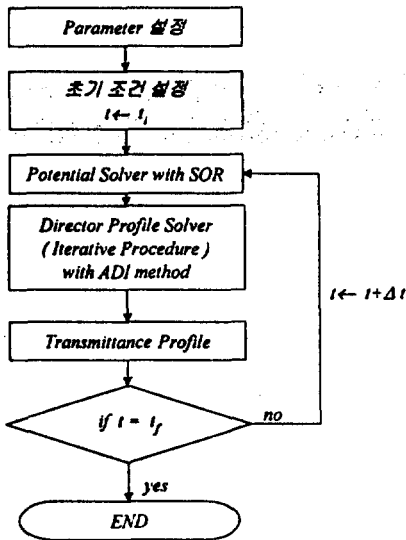 Parameter 설정
초기 조건 설정
t← t_i
Potential Solver with SOR
Director Profile Solver
( Iterative Procedure )
with ADI method
t← t+Δt
Transmittance Profile
if t = t_f
no
yes
END